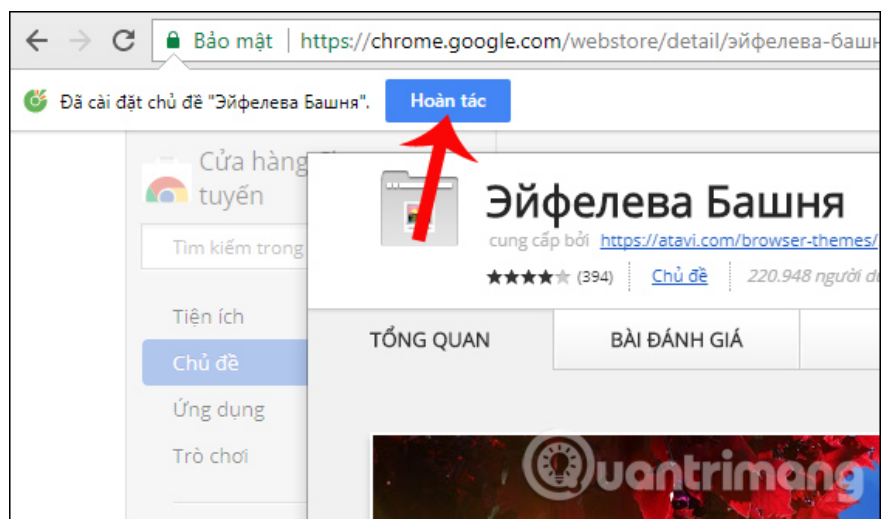 Bảo mật | https://chrome.google.com/webstore/detail/эйфелева-башн
Đã cài đặt chủ đề "Эйфелева Башня". Hoàn tác
Cửa hàng
tuyến
Tìm kiếm trong
Tiện ích
Chủ đề
Ứng dụng
Trò chơi
Эйфелева Башня
cung cấp bởi https://atavi.com/browser-themes/
(394) Chủ đề 220.948 người
TỔNG QUAN BÀI ĐÁNH GIÁ
Quantrimang